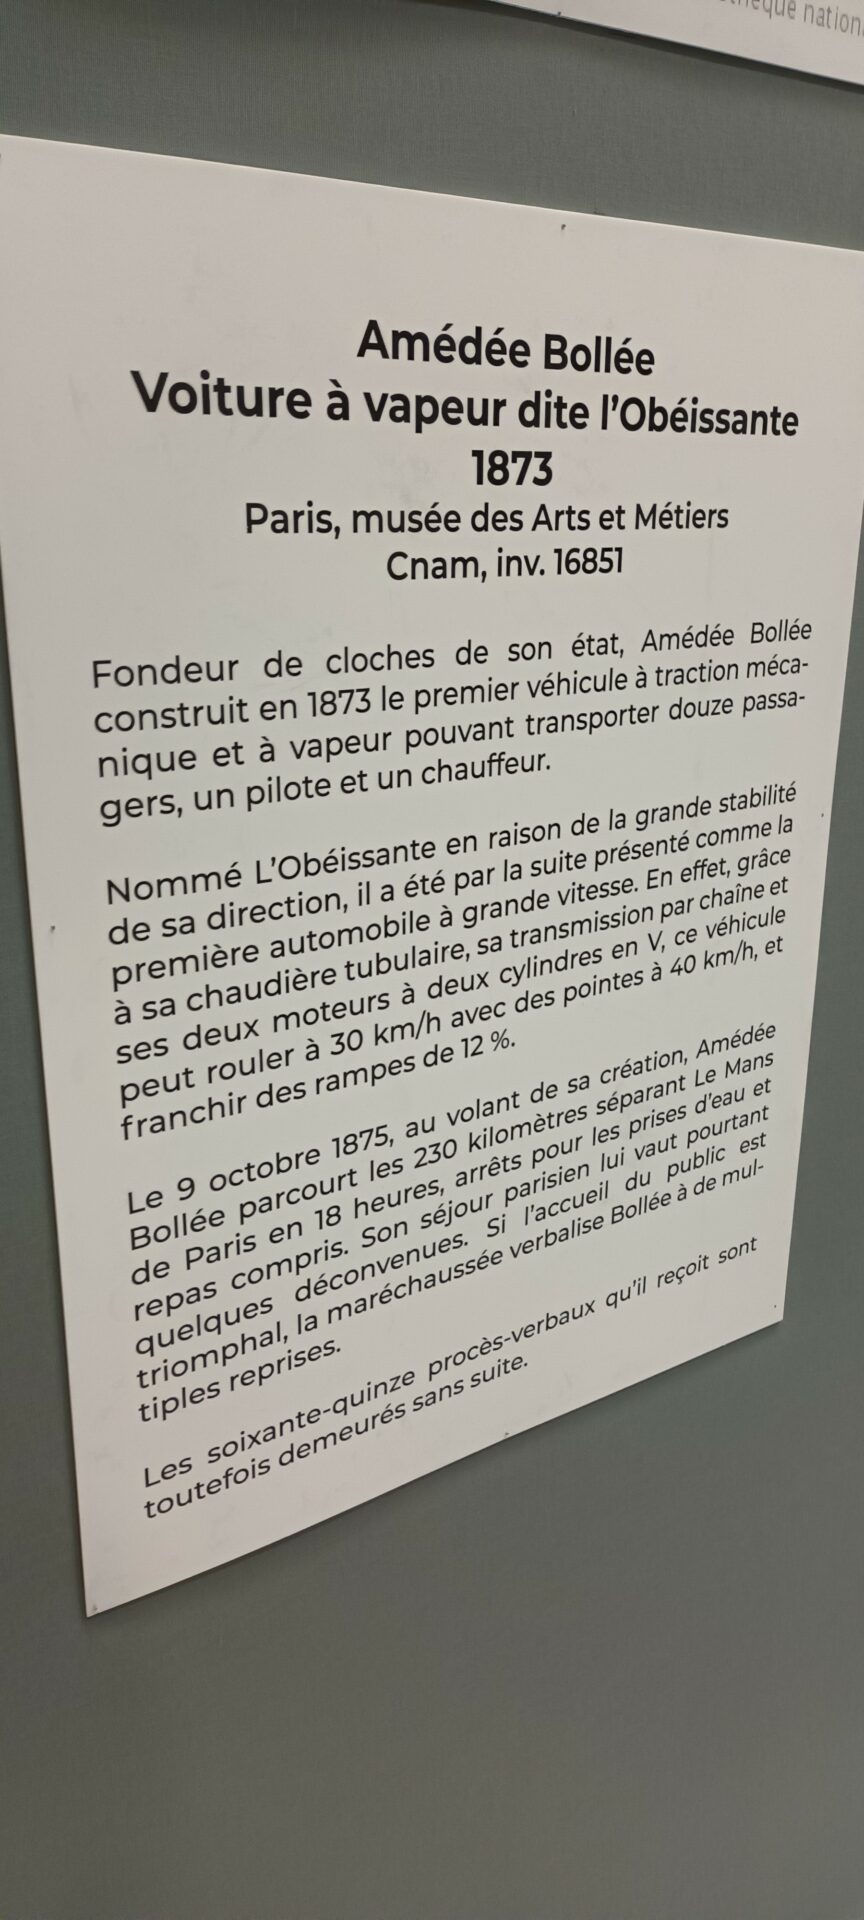 thèque nation
Amédée Bollée
Voiture à vapeur dite l'Obéissante
1873
Paris, musée des Arts et Métiers
Cnam, inv. 16851
Fondeur de cloches de son état, Amédée Bollée
construit en 1873 le premier véhicule à traction méca-
nique et à vapeur pouvant transporter douze passa-
gers, un pilote et un chauffeur.
Nommé L'Obéissante en raison de la grande stabilité
de sa direction, il a été par la suite présenté comme la
première automobile à grande vitesse. En effet, grâce
à sa chaudière tubulaire, sa transmission par chaîne et
ses deux moteurs à deux cylindres en V, ce véhicule
peut rouler à 30 km/h avec des pointes à 40 km/h, et
franchir des rampes de 12 %.
Le 9 octobre 1875, au volant de sa création, Amédée
Bollée parcourt les 230 kilomètres séparant Le Mans
de Paris en 18 heures, arrêts pour les prises d'eau et
repas compris. Son séjour parisien lui vaut pourtant
quelques déconvenues. Si l'accueil du public est
triomphal, la maréchaussée verbalise Bollée à de mul-
tiples reprises.
Les soixante-quinze procès-verbaux qu'il reçoit sont
toutefois demeurés sans suite.